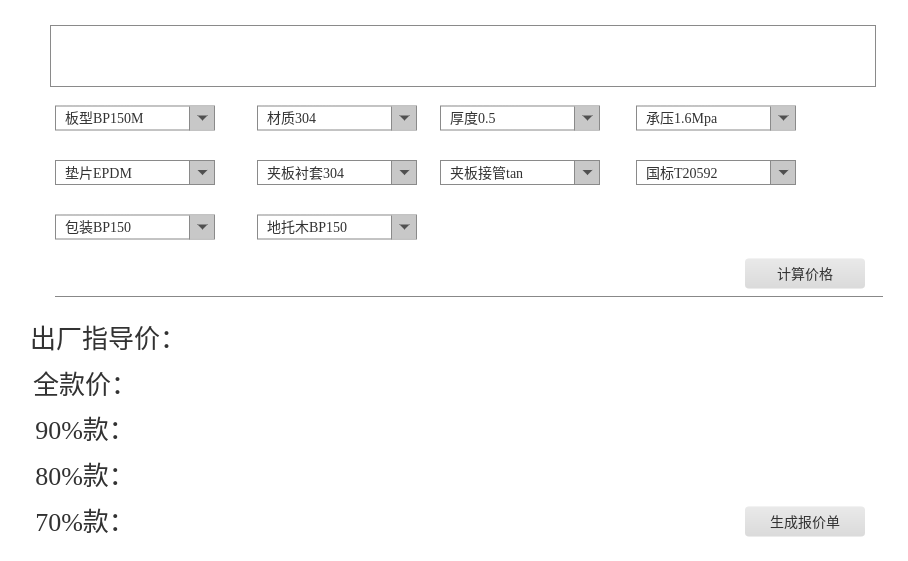 板型BP150M 材质304 厚度0.5 承压1.6Mpa
垫片EPDM 夹板衬套304 夹板接管tan 国标T20592
包装BP150 地托木BP150
计算价格
出厂指导价：
全款价：
90%款：
80%款：
70%款：
生成报价单